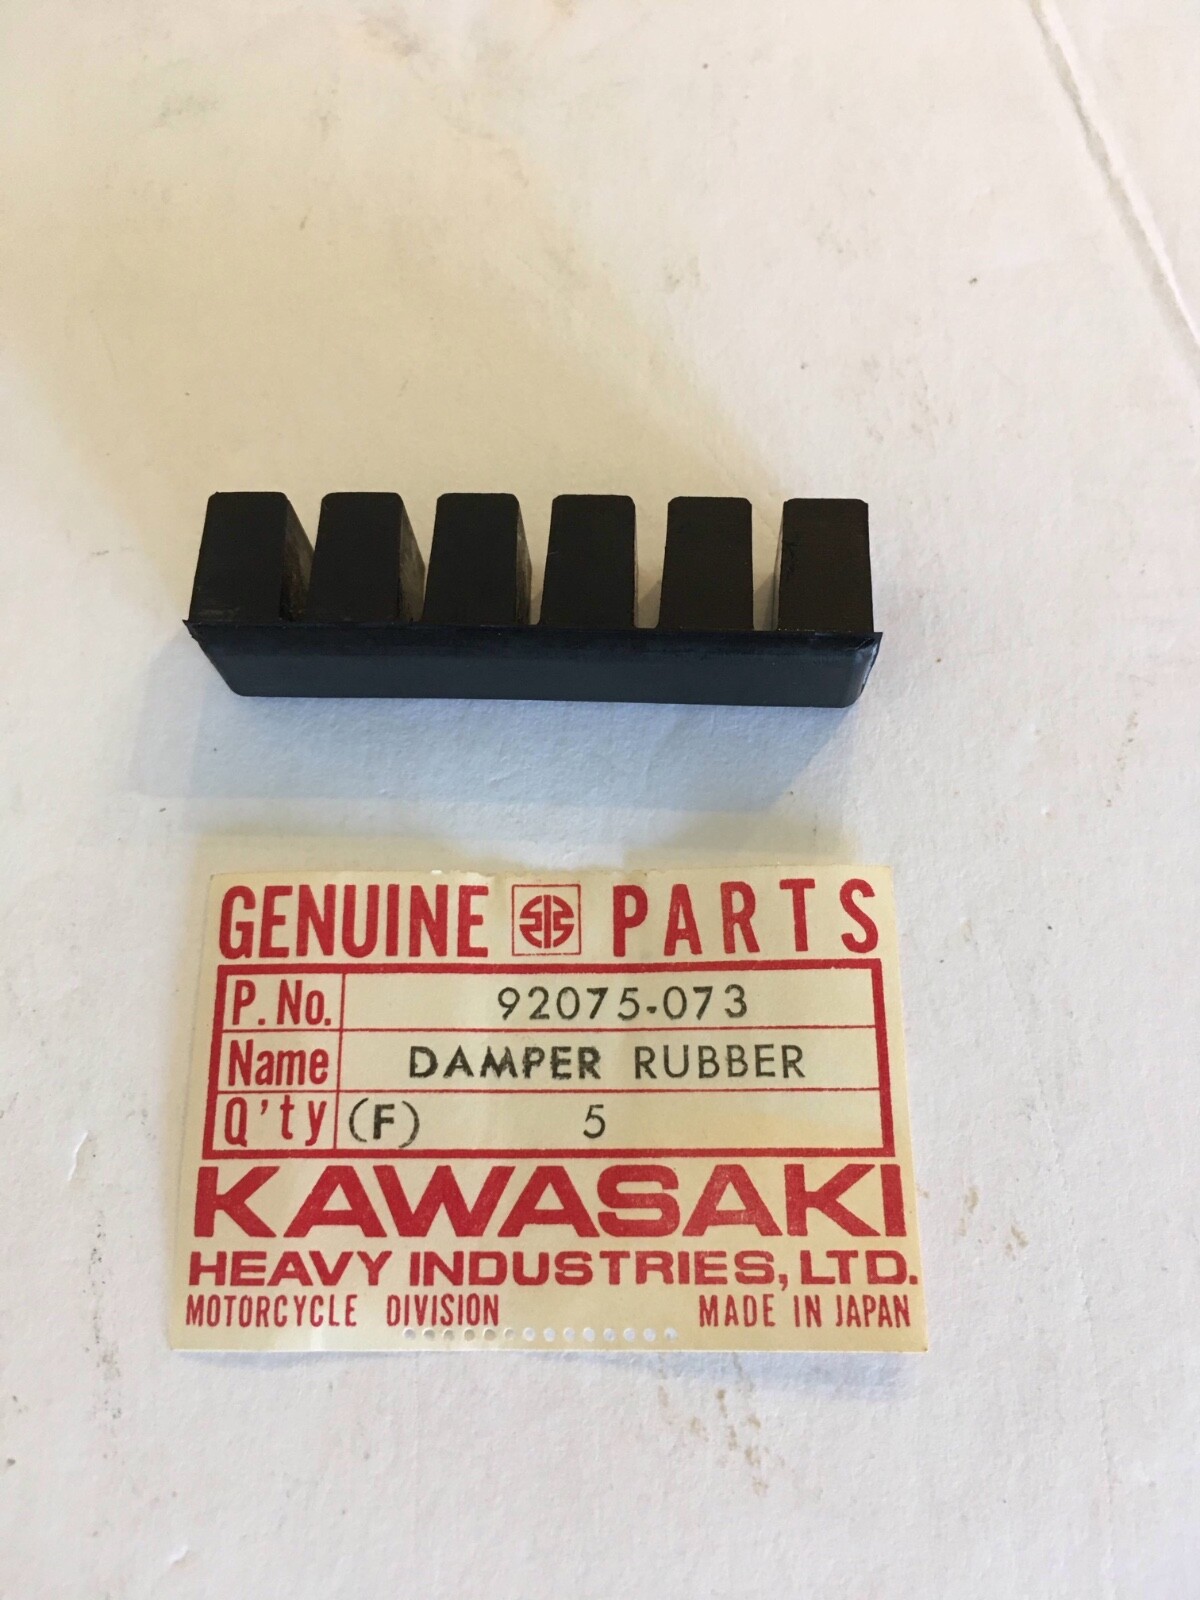 GENUINE PARTS
P. No. 92075-073
Name DAMPER RUBBER
Q'ty (F) 5
KAWASAKI
HEAVY INDUSTRIES, LTD.
MOTORCYCLE DIVISION MADE IN JAPAN